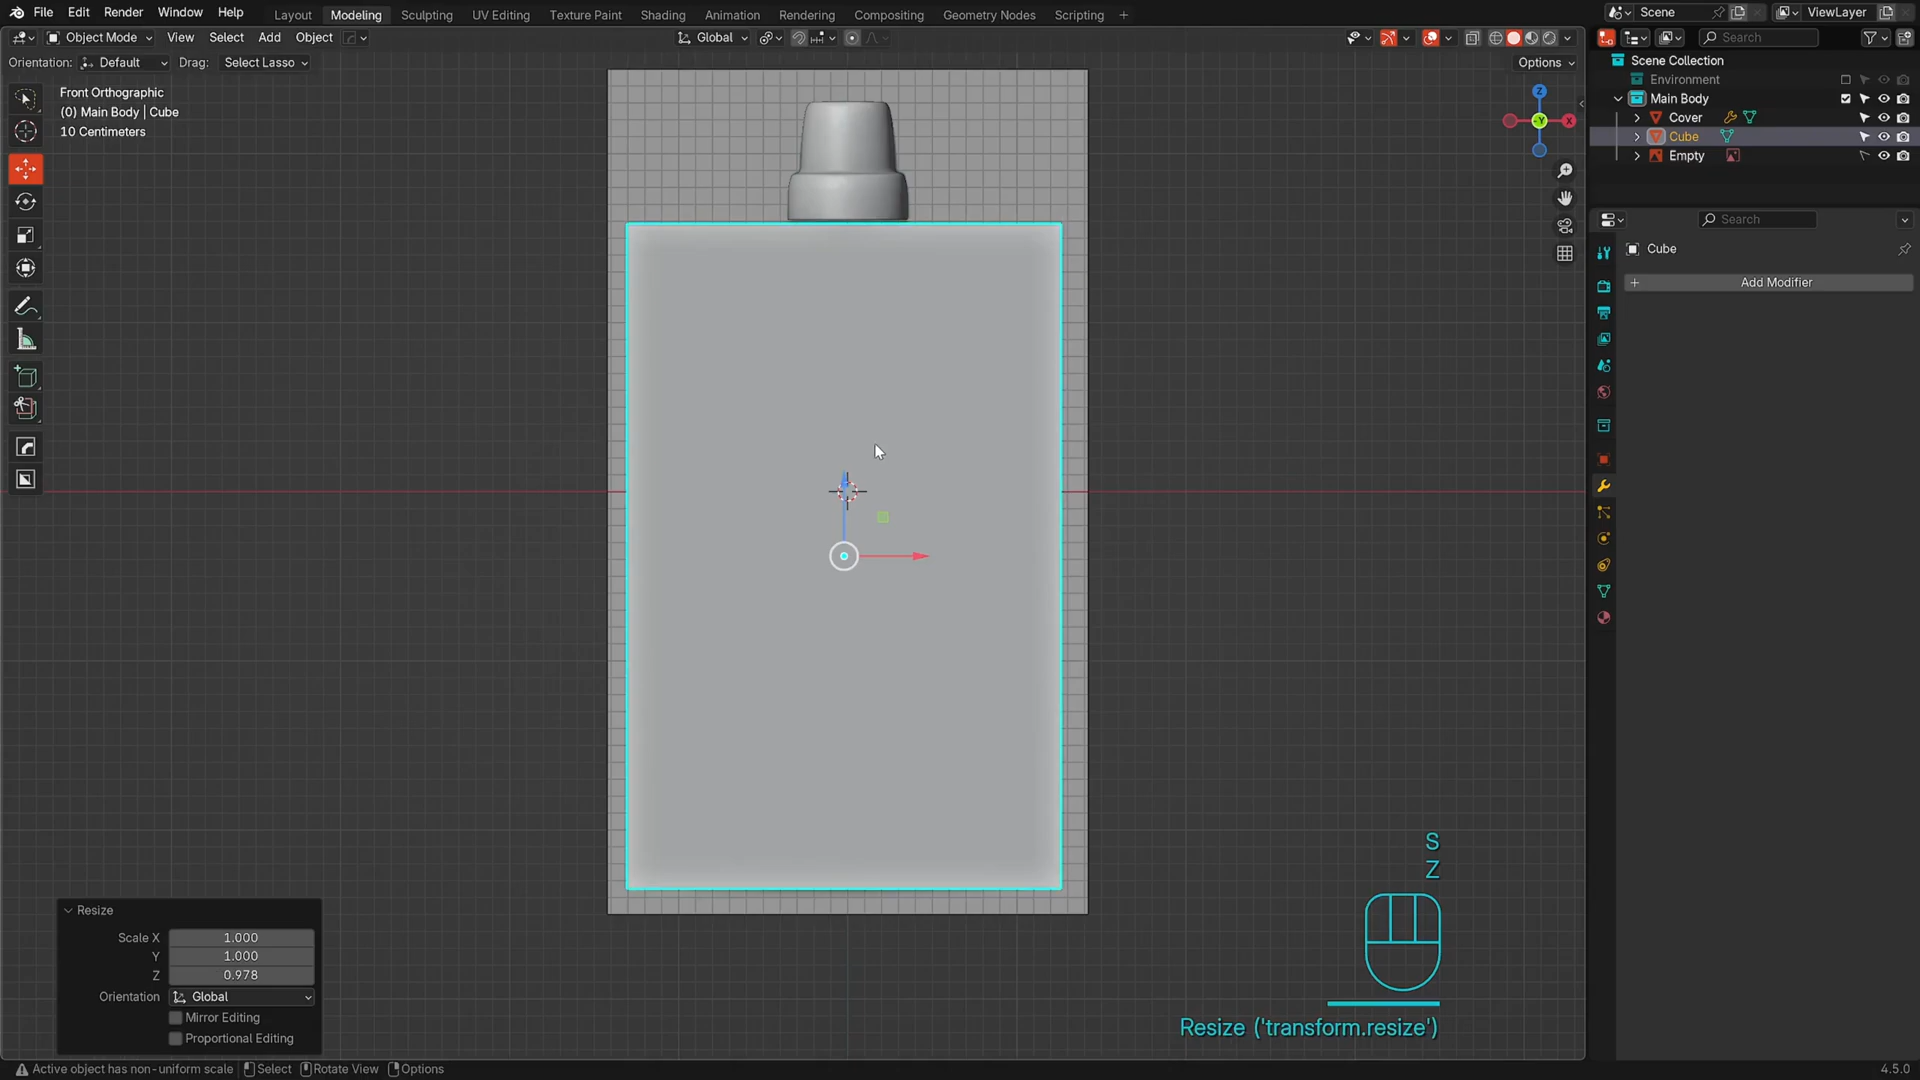 File Edit Render Window Help
Layout Modeling Sculpting UV Editing Texture Paint Shading Animation Rendering Compositing Geometry Nodes Scripting +
Scene
ViewLayer
Object Mode View Select Add Object
Global
Search
Orientation: Default Drag: Select Lasso
Options
Front Orthographic
(0) Main Body | Cube
10 Centimeters
Z
-Y
X
Scene Collection
Environment
Main Body
Cover
Cube
Empty
Search
Cube
+ Add Modifier
S
Z
Resize ('transform.resize')
Resize
Scale X 1.000
Y 1.000
Z 0.978
Orientation Global
Mirror Editing
Proportional Editing
Active object has non-uniform scale Select Rotate View Options
4.5.0